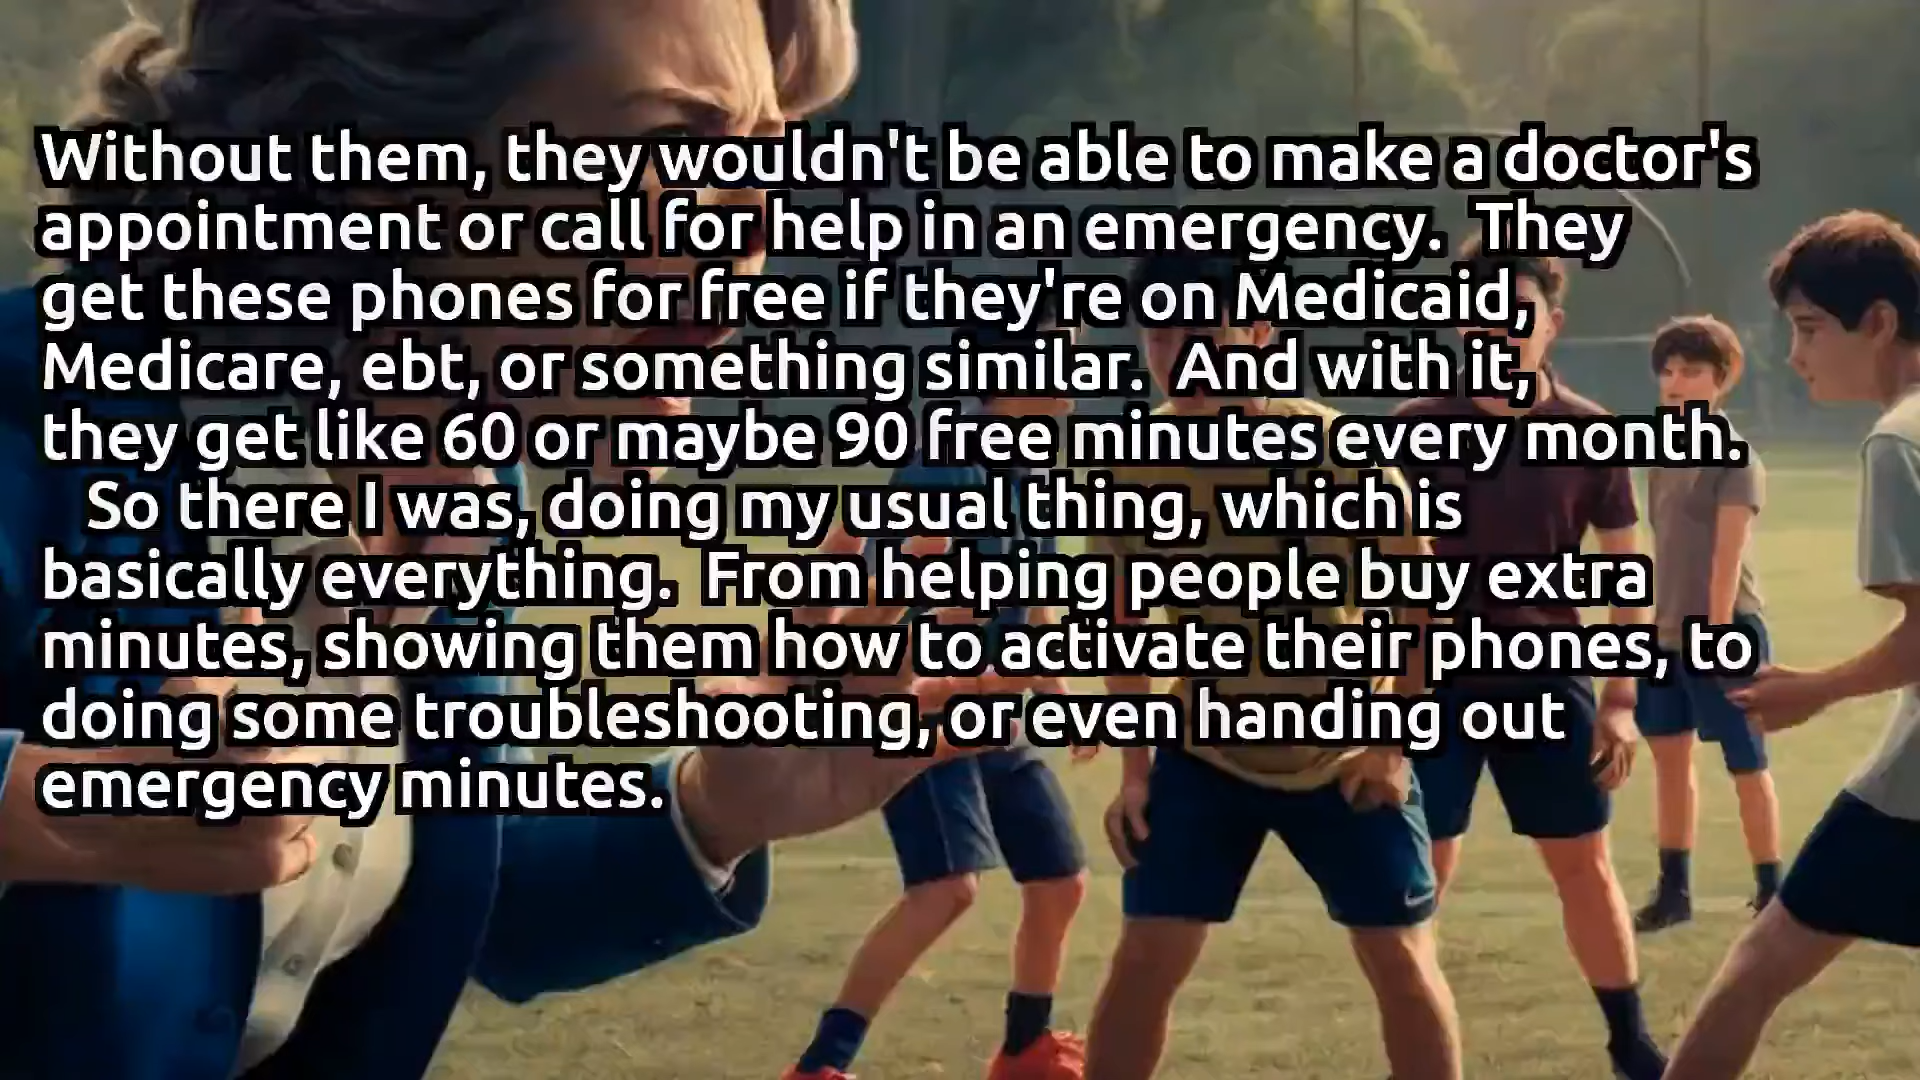 Without them, they wouldn't be able to make a doctor's
appointment or call for help in an emergency.  They
get these phones for free if they're on Medicaid,
Medicare, ebt, or something similar.  And with it,
they get like 60 or maybe 90 free minutes every month.
So there I was, doing my usual thing, which is
basically everything.  From helping people buy extra
minutes, showing them how to activate their phones, to
doing some troubleshooting, or even handing out
emergency minutes.